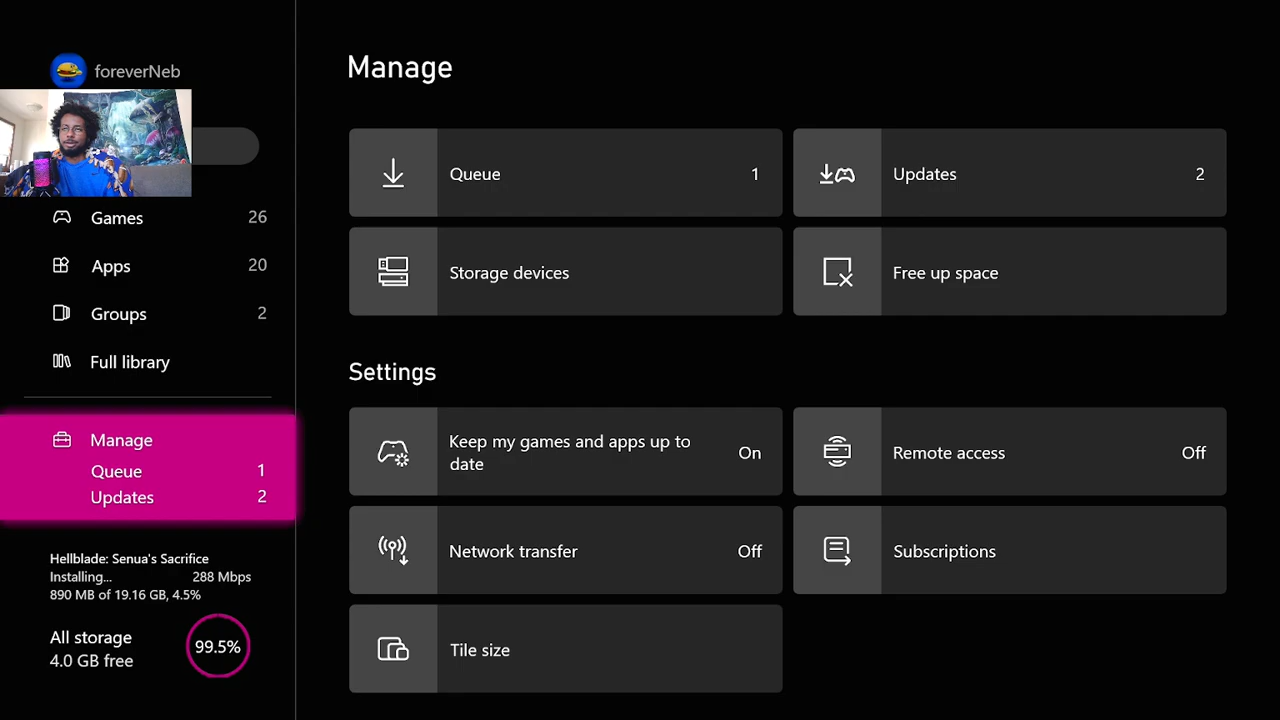 foreverNeb
Games 26
Apps 20
Groups 2
Full library
Manage
Queue 1
Updates 2
Hellblade: Senua's Sacrifice
Installing... 288 Mbps
890 MB of 19.16 GB, 4.5%
All storage
4.0 GB free
99.5%
Manage
Queue 1
Updates 2
Storage devices
Free up space
Settings
Keep my games and apps up to
date
On
Remote access Off
Network transfer Off
Subscriptions
Tile size